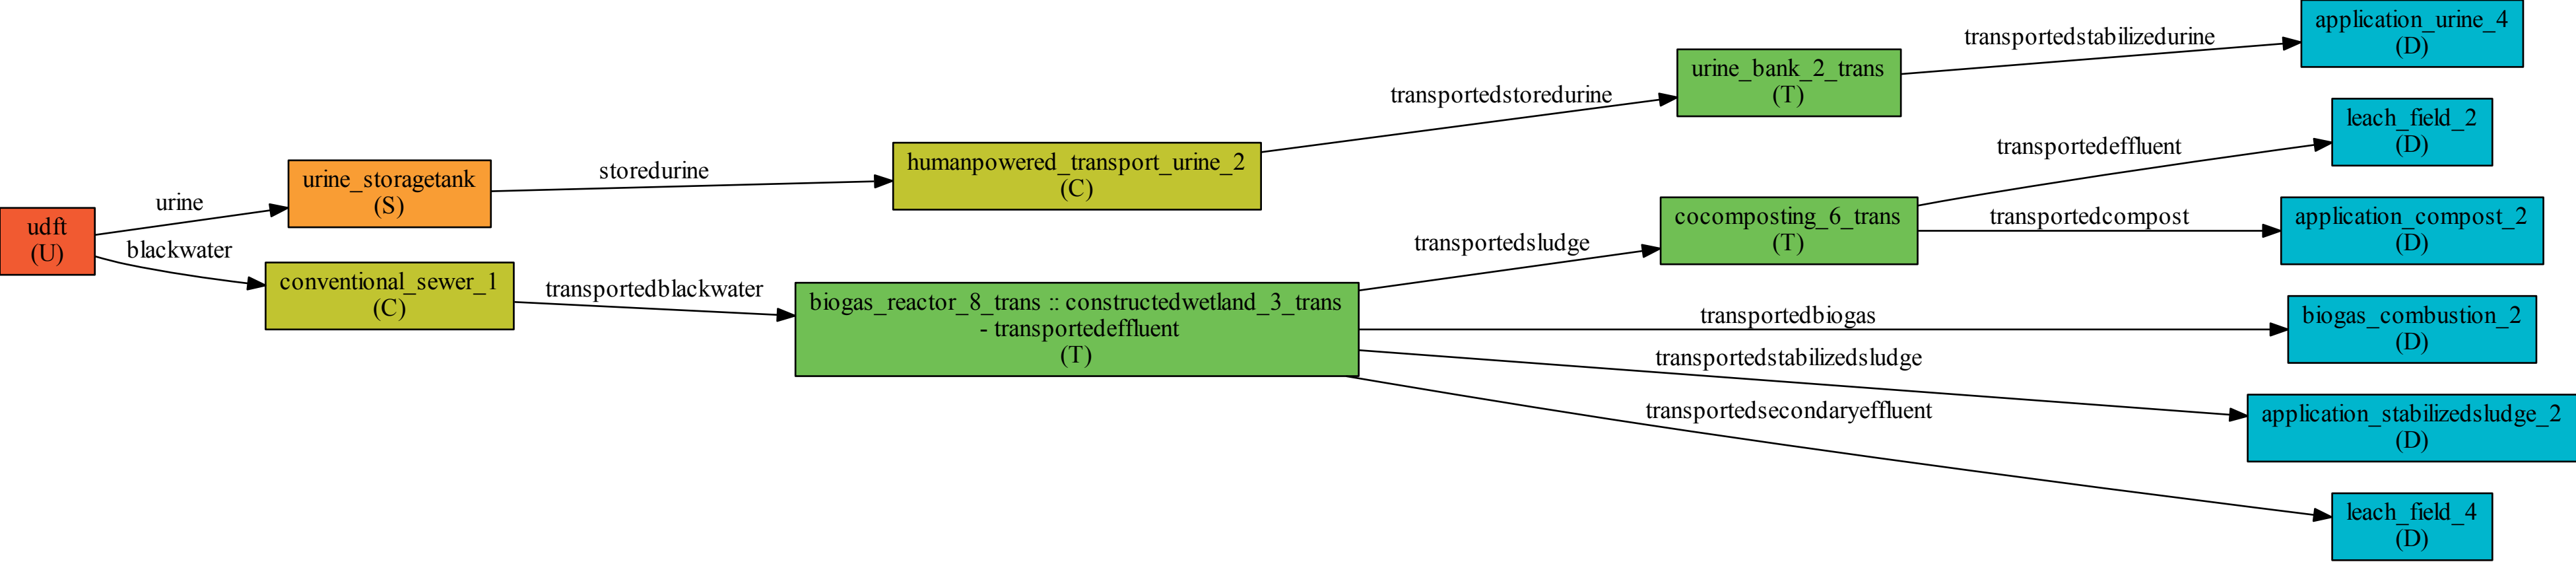 udft
(U)
urine
blackwater
urine_storagetank
(S)
conventional_sewer_1
(C)
storedurine
transportedblackwater
humanpowered_transport_urine_2
(C)
biogas_reactor_8_trans :: constructedwetland_3_trans
- transportedeffluent
(T)
transportedstoredurine
transportedsludge
transportedbiogas
transportedstabilizedsludge
transportedsecondaryeffluent
urine_bank_2_trans
(T)
cocomposting_6_trans
(T)
transportedstabilizedurine
transportedeffluent
transportedcompost
application_urine_4
(D)
leach_field_2
(D)
application_compost_2
(D)
biogas_combustion_2
(D)
application_stabilizedsludge_2
(D)
leach_field_4
(D)